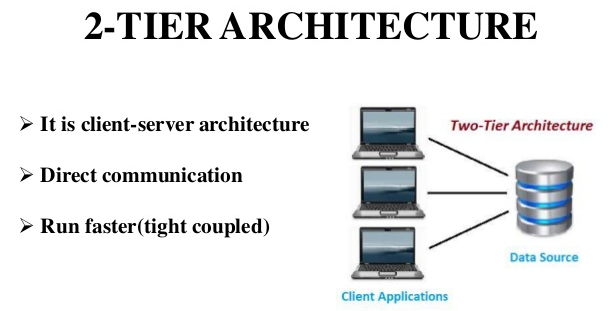 2-TIER ARCHITECTURE
➢ It is client-server architecture
➢ Direct communication
➢ Run faster(tight coupled)
Two-Tier Architecture
Data Source
Client Applications